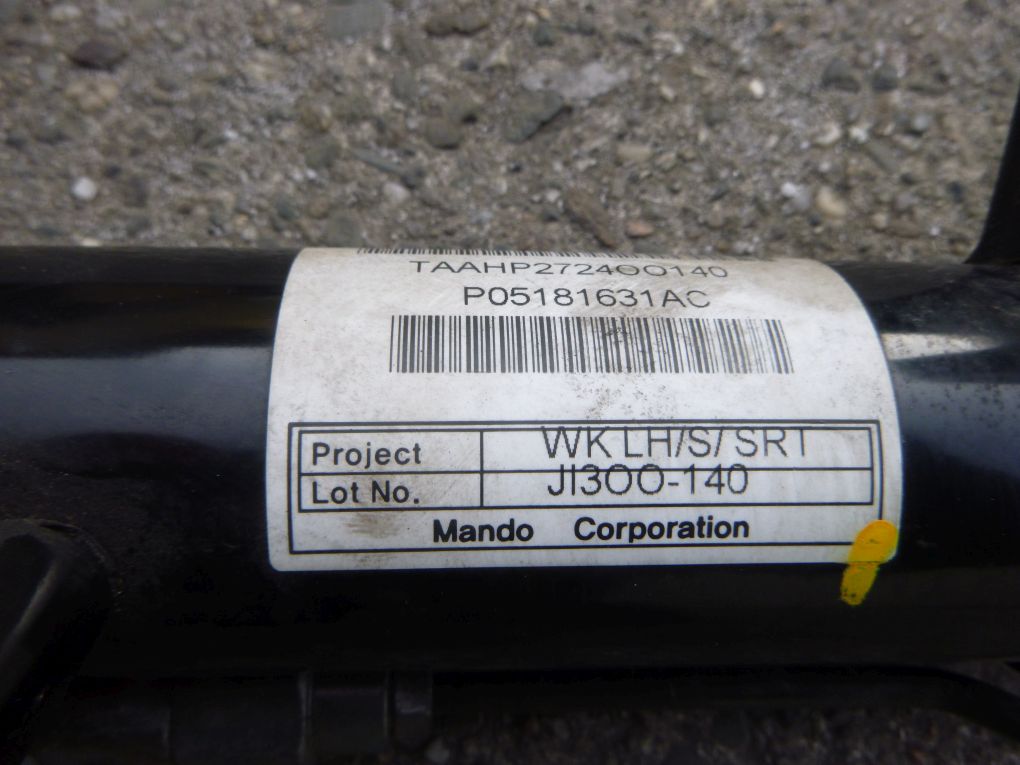 TAAHP2724OO140
P05181631AC
Project WK LH/S/ SRT
Lot No. JI3OO-140
Mando Corporation